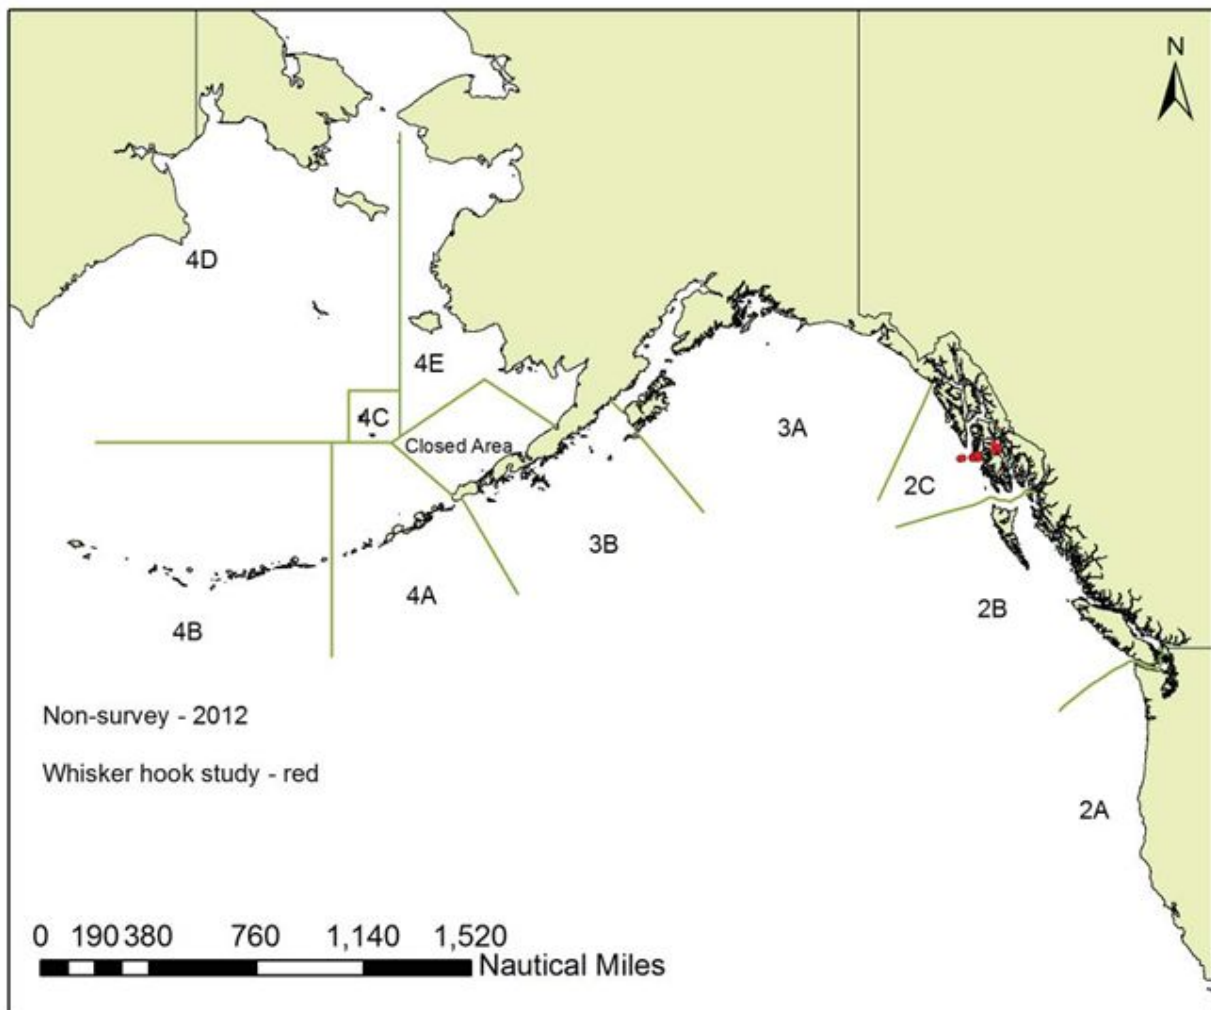 N
4D
4E
4C
Closed Area
3A
2C
3B
4A
2B
4B
Non-survey - 2012
Whisker hook study - red
2A
0 190 380 760 1,140 1,520
Nautical Miles